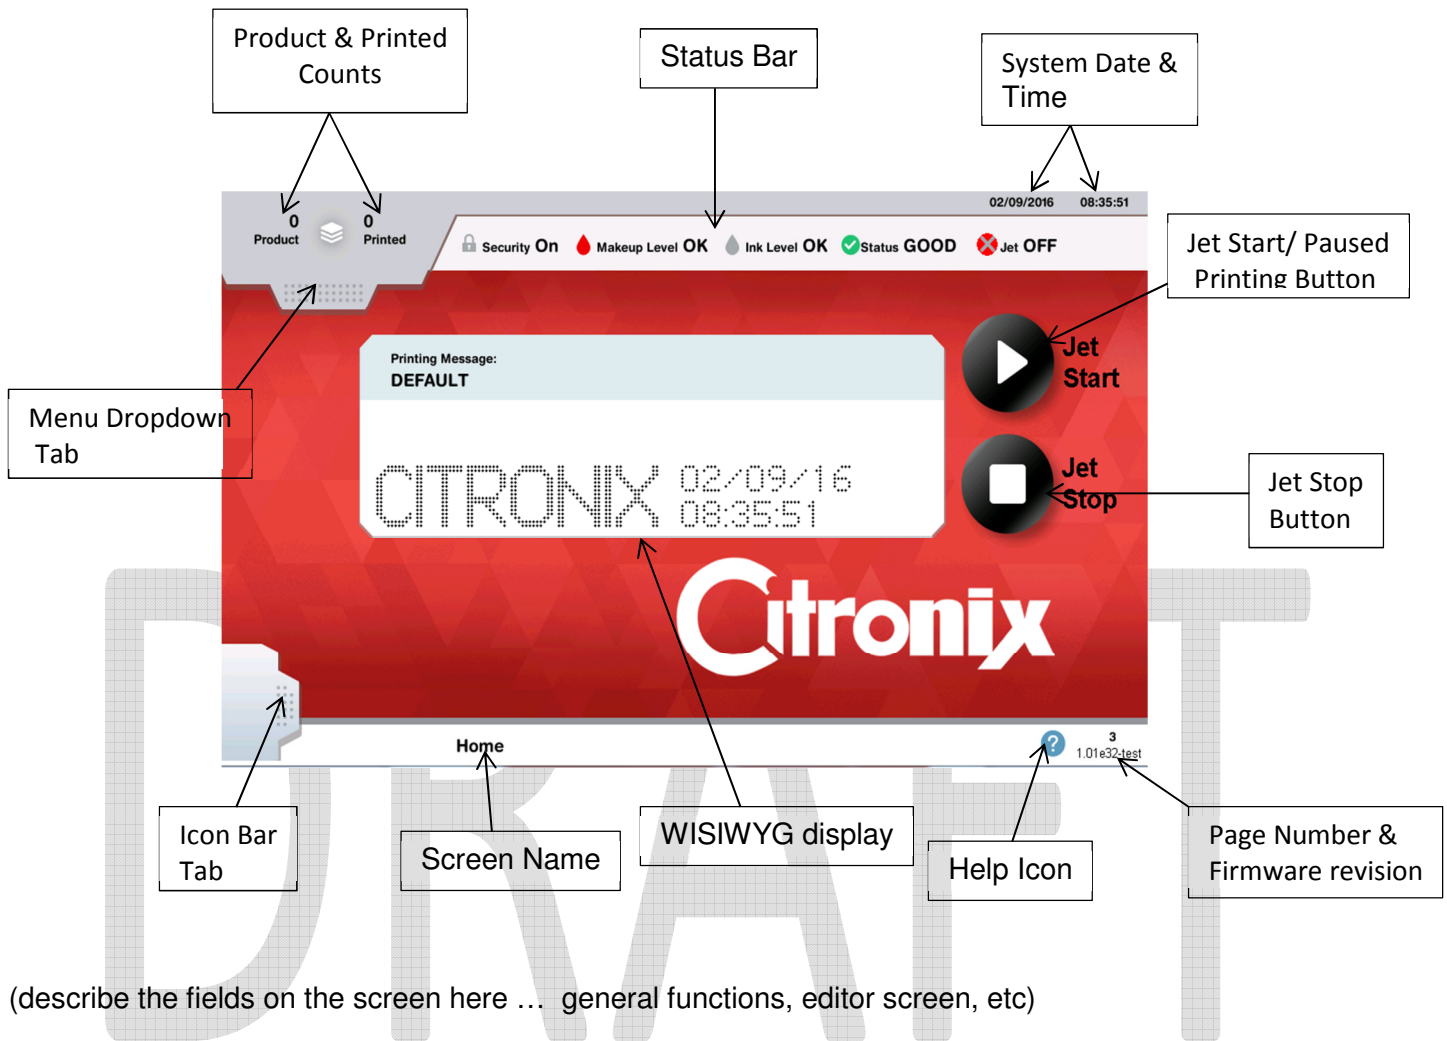 Product & Printed
Counts
Status Bar
System Date &
Time
02/09/2016 08:35:51
0
Product
0
Printed
Security On Makeup Level OK Ink Level OK Status GOOD Jet OFF
Jet Start/ Paused
Printing Button
Printing Message:
DEFAULT
Jet
Start
Menu Dropdown
Tab
CITRONIX 02/09/16
08:35:51
Jet
Stop
Jet Stop
Button
Citronix
Home
?
3
1.01e32-test
Icon Bar
Tab
Screen Name
WISIWYG display
Help Icon
Page Number &
Firmware revision
DRAFT
(describe the fields on the screen here … general functions, editor screen, etc)